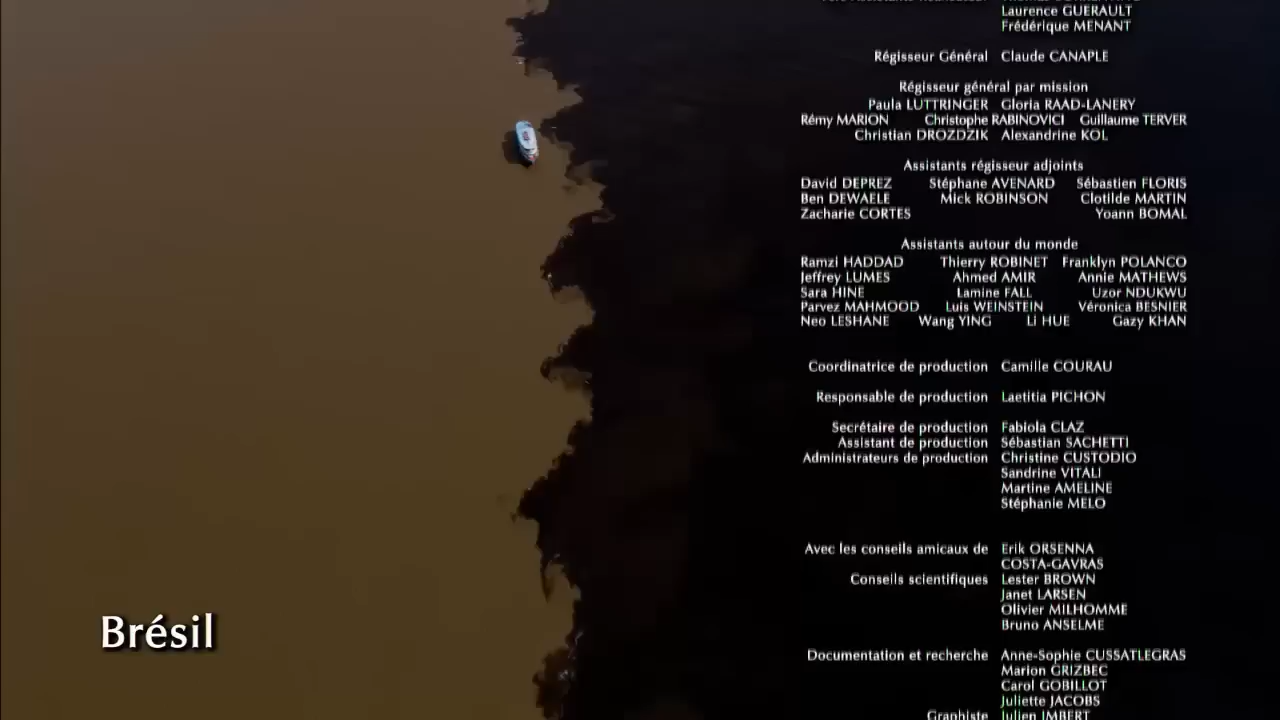 Laurence GUERAULT
Frédérique MENANT
Régisseur Général Claude CANAPLE
Régisseur général par mission
Paula LUTTRINGER Gloria RAAD-LANERY
Rémy MARION Christophe RABINOVICI Guillaume TERVER
Christian DROZDZIK Alexandrine KOL
Assistants régisseur adjoints
David DEPREZ Stéphane AVENARD Sébastien FLORIS
Ben DEWAELE Mick ROBINSON Clotilde MARTIN
Zacharie CORTES Yoann BOMAL
Assistants autour du monde
Ramzi HADDAD Thierry ROBINET Franklyn POLANCO
Jeffrey LUMES Ahmed AMIR Annie MATHEWS
Sara HINE Lamine FALL Uzor NDUKWU
Parvez MAHMOOD Luis WEINSTEIN Véronica BESNIER
Neo LESHANE Wang YING Li HUE Gazy KHAN
Coordinatrice de production Camille COURAU
Responsable de production Laetitia PICHON
Secrétaire de production Fabiola CLAZ
Assistant de production Sébastian SACHETTI
Administrateurs de production Christine CUSTODIO
Sandrine VITALI
Martine AMELINE
Stéphanie MELO
Avec les conseils amicaux de Erik ORSENNA
COSTA-GAVRAS
Conseils scientifiques Lester BROWN
Janet LARSEN
Olivier MILHOMME
Bruno ANSELME
Documentation et recherche Anne-Sophie CUSSATLEGRAS
Marion GRIZBEC
Carol GOBILLOT
Juliette JACOBS
Graphiste Julien IMBERT
Brésil